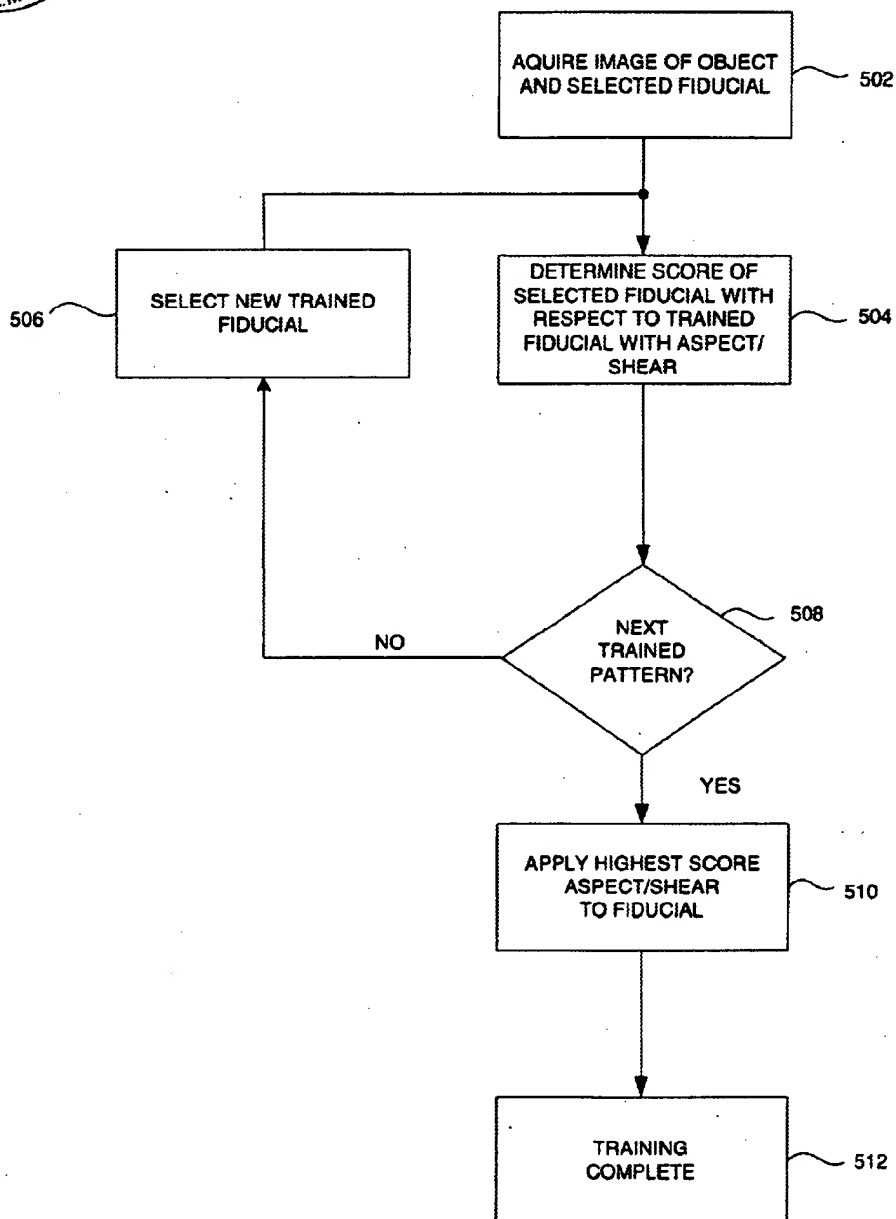 AQUIRE IMAGE OF OBJECT
AND SELECTED FIDUCIAL
502
DETERMINE SCORE OF
SELECTED FIDUCIAL WITH
RESPECT TO TRAINED
FIDUCIAL WITH ASPECT/
SHEAR
504
506
SELECT NEW TRAINED
FIDUCIAL
NEXT
TRAINED
PATTERN?
508
NO
YES
APPLY HIGHEST SCORE
ASPECT/SHEAR
TO FIDUCIAL
510
TRAINING
COMPLETE
512